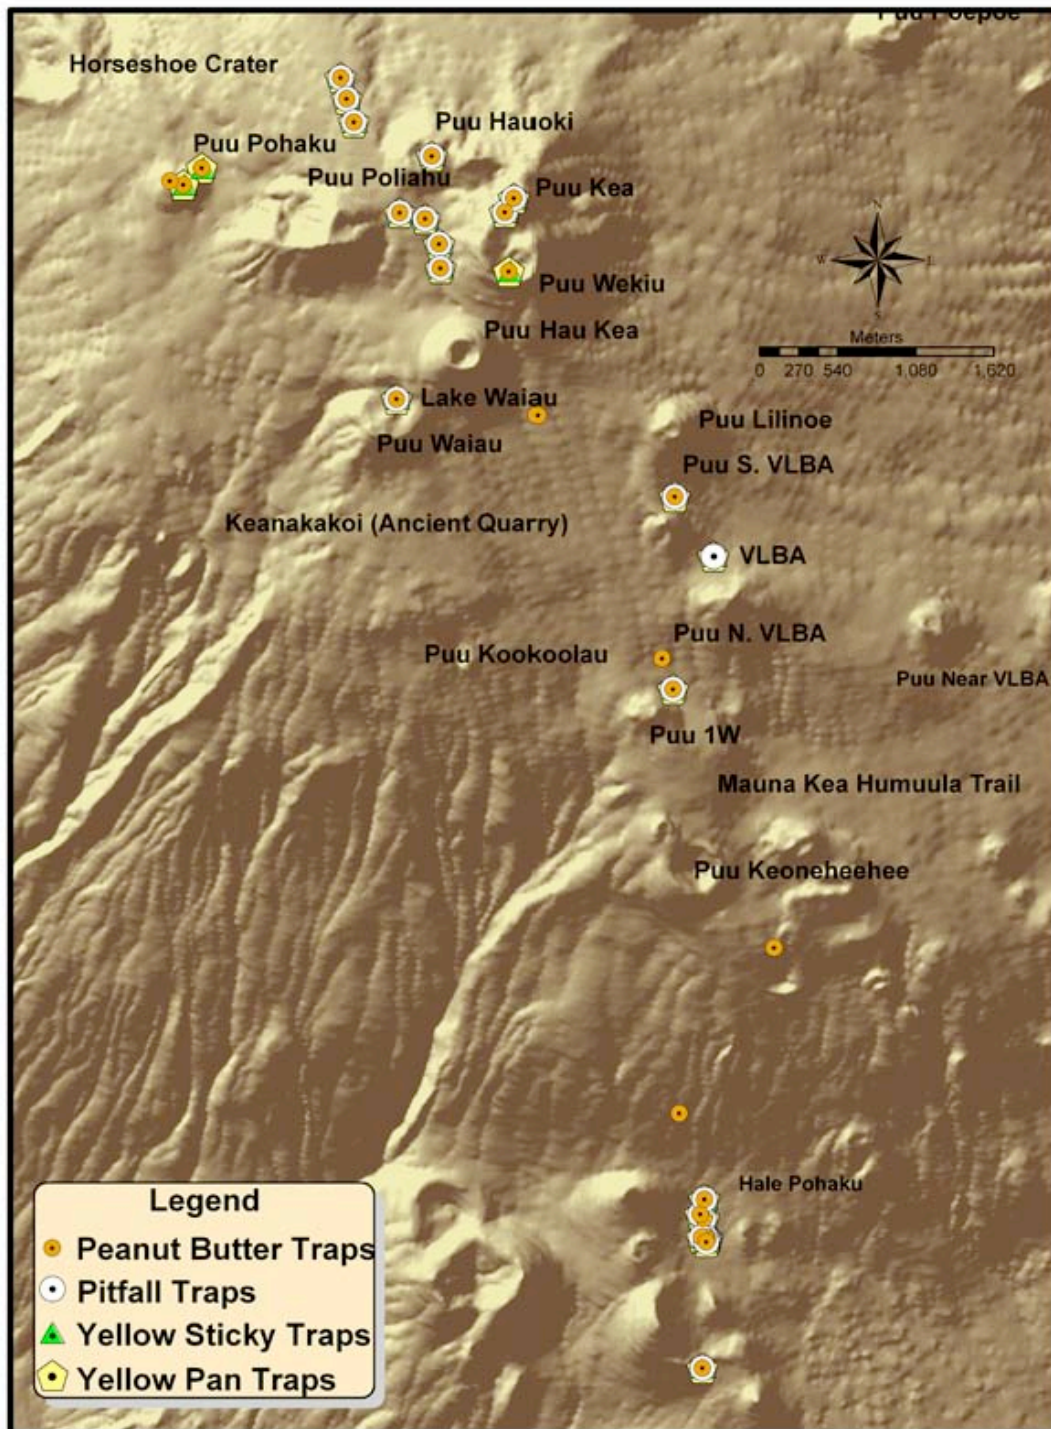 Puu Poepoe
Horseshoe Crater
Puu Hauoki
Puu Pohaku
Puu Poliahu
Puu Kea
N
W
E
S
Puu Wekiu
Puu Hau Kea
Meters
0 270 540 1,080 1,620
Lake Waiau
Puu Lilinoe
Puu Waiau
Puu S. VLBA
Keanakakoi (Ancient Quarry)
VLBA
Puu N. VLBA
Puu Kookoolau
Puu Near VLBA
Puu 1W
Mauna Kea Humuula Trail
Puu Keoneheehee
Hale Pohaku
Legend
Peanut Butter Traps
Pitfall Traps
Yellow Sticky Traps
Yellow Pan Traps